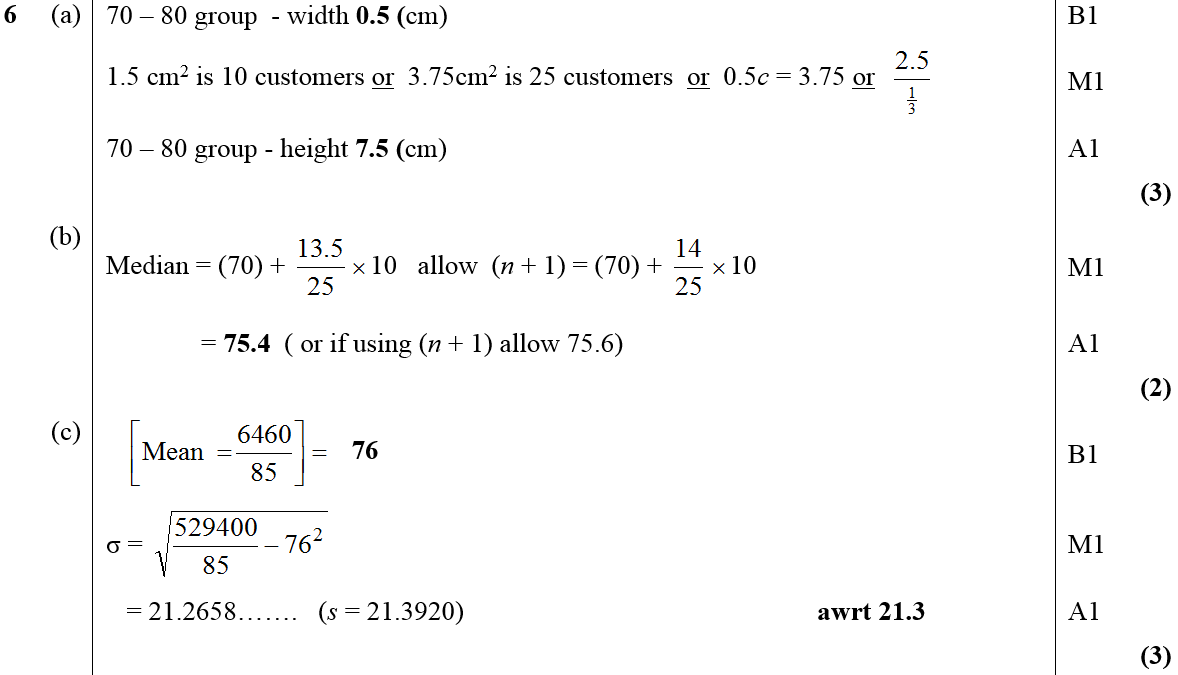 6 (a) 70 – 80 group - width 0.5 (cm) B1
1.5 cm² is 10 customers or 3.75cm² is 25 customers or 0.5c = 3.75 or 2.5/(1/3) M1
70 – 80 group - height 7.5 (cm) A1
(3)
(b) Median = (70) + 13.5/25 × 10 allow (n + 1) = (70) + 14/25 × 10 M1
= 75.4 ( or if using (n + 1) allow 75.6) A1
(2)
(c) [Mean = 6460/85] = 76 B1
σ = √(529400/85 – 76²) M1
= 21.2658……. (s = 21.3920) awrt 21.3 A1
(3)